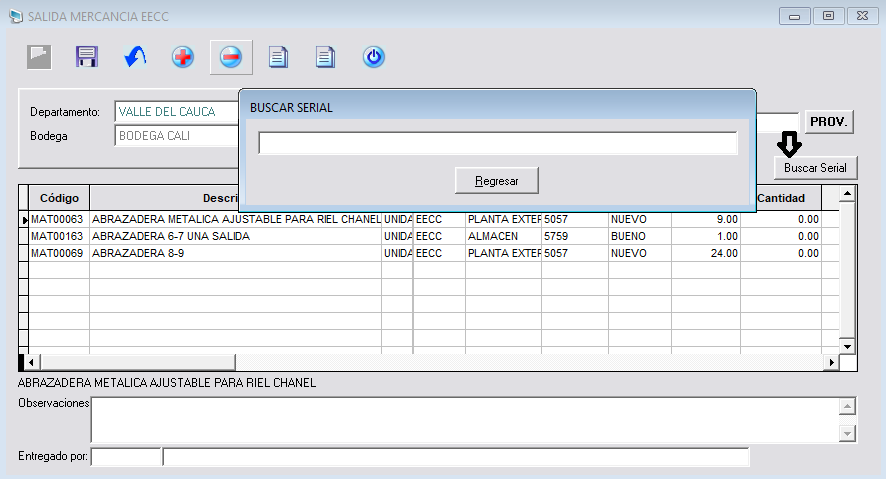 SALIDA MERCANCIA EECC
BUSCAR SERIAL
Departamento: VALLE DEL CAUCA
PROV.
Bodega BODEGA CALI
Buscar Serial
Regresar
Código Descri Cantidad
MAT00063 ABRAZADERA METALICA AJUSTABLE PARA RIEL CHANEL UNIDA EECC PLANTA EXTER 5057 NUEVO 9.00 0.00
MAT00163 ABRAZADERA 6-7 UNA SALIDA UNIDA EECC ALMACEN 5759 BUENO 1.00 0.00
MAT00069 ABRAZADERA 8-9 UNIDA EECC PLANTA EXTER 5057 NUEVO 24.00 0.00
ABRAZADERA METALICA AJUSTABLE PARA RIEL CHANEL
Observaciones
Entregado por: